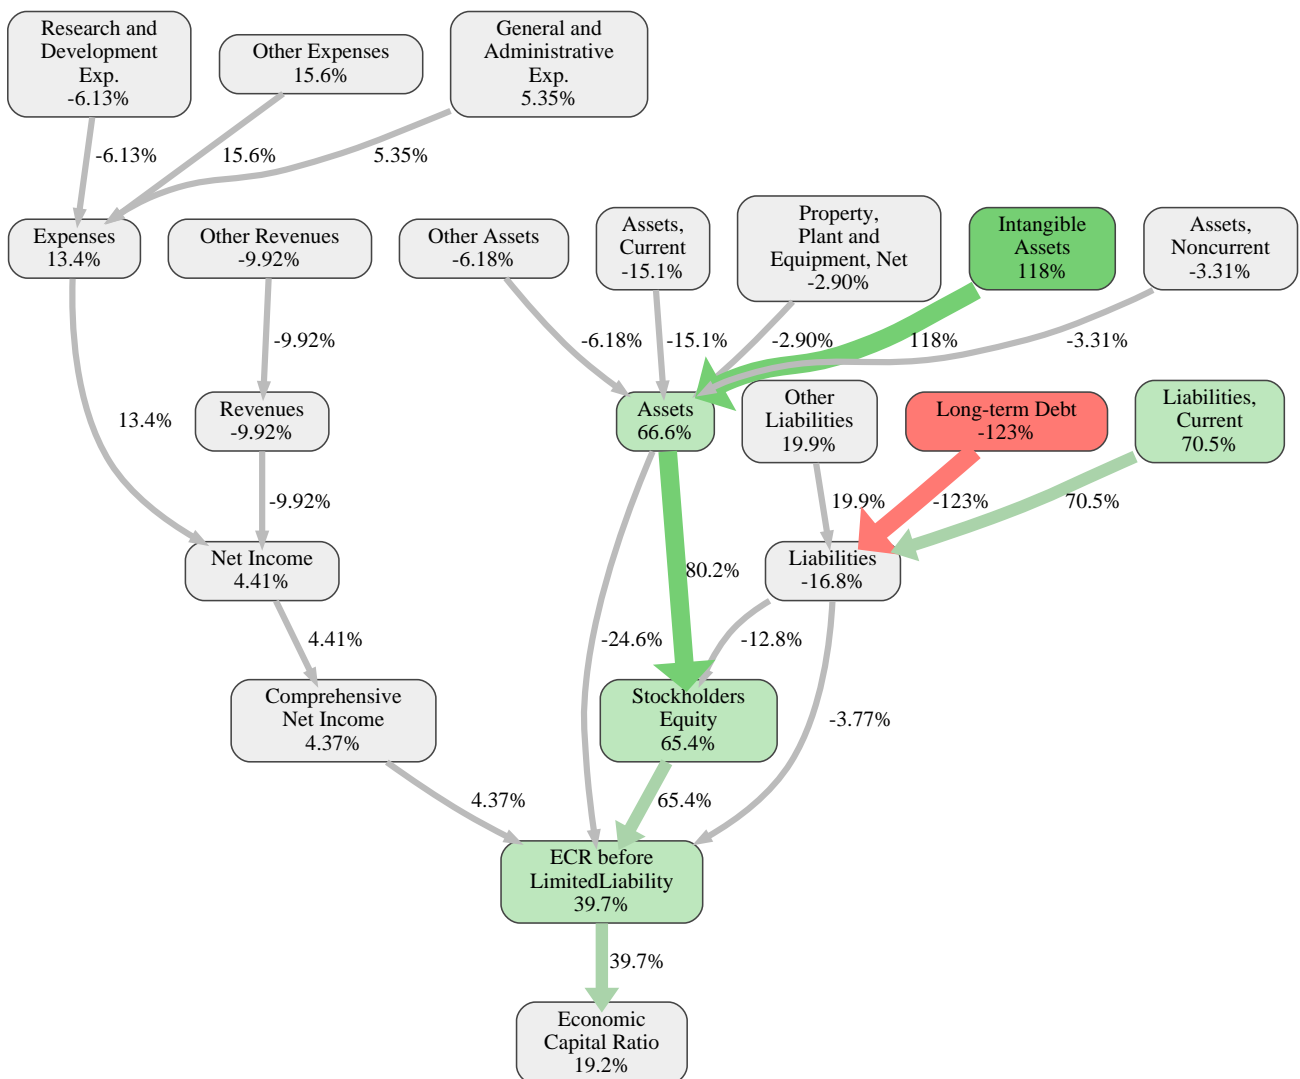 Research and
Development
Exp.
-6.13%
Other Expenses
15.6%
General and
Administrative
Exp.
5.35%
-6.13%
15.6%
5.35%
Expenses
13.4%
Other Revenues
-9.92%
Other Assets
-6.18%
Assets,
Current
-15.1%
Property,
Plant and
Equipment, Net
-2.90%
Intangible
Assets
118%
Assets,
Noncurrent
-3.31%
-9.92%
-6.18%
-15.1%
-2.90%
118%
-3.31%
13.4%
Revenues
-9.92%
Assets
66.6%
Other
Liabilities
19.9%
Long-term Debt
-123%
Liabilities,
Current
70.5%
-9.92%
19.9%
-123%
70.5%
Net Income
4.41%
80.2%
Liabilities
-16.8%
4.41%
-24.6%
-12.8%
Comprehensive
Net Income
4.37%
Stockholders
Equity
65.4%
-3.77%
4.37%
65.4%
ECR before
LimitedLiability
39.7%
39.7%
Economic
Capital Ratio
19.2%